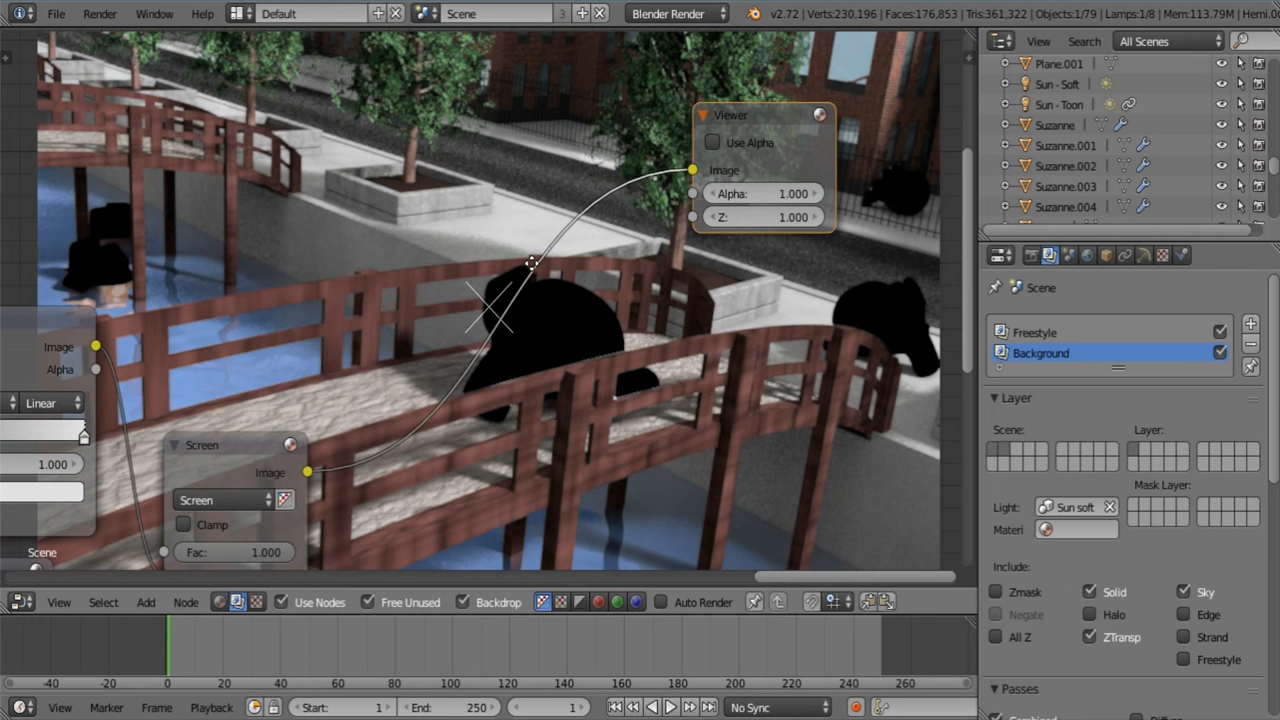 File Render Window Help Default Scene 3 Blender Render v2.72 | Verts:230,196 | Faces:176,853 | Tris:361,322 | Objects:1/79 | Lamps:1/8 | Mem:113.79M | Hemi.0
View Search All Scenes
Plane.001
Sun - Soft
Sun - Toon
Suzanne
Suzanne.001
Suzanne.002
Suzanne.003
Suzanne.004
Viewer
Use Alpha
Image
Alpha: 1.000
Z: 1.000
Image
Alpha
Linear
1.000
Scene
Screen
Image
Screen
Clamp
Fac: 1.000
Scene
Freestyle
Background
Layer
Scene: Layer:
Mask Layer:
Light: Sun soft
Materi
Include:
Zmask Solid Sky
Negate Halo Edge
All Z ZTransp Strand
Freestyle
Passes
View Select Add Node Use Nodes Free Unused Backdrop Auto Render
-40 -20 0 20 40 60 80 100 120 140 160 180 200 220 240 260
View Marker Frame Playback Start: 1 End: 250 1 No Sync